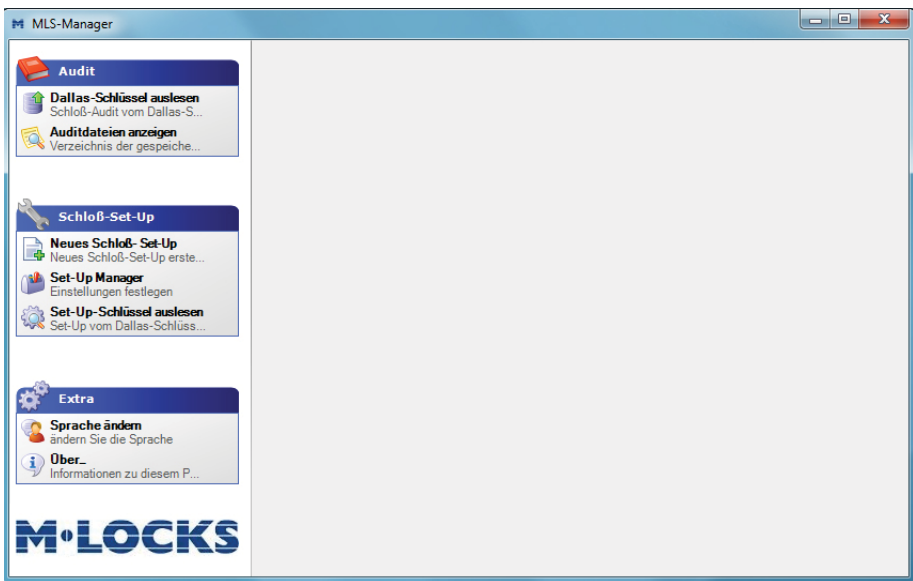 MLS-Manager
Audit
Dallas-Schlüssel auslesen
Schloß-Audit vom Dallas-S...
Auditdateien anzeigen
Verzeichnis der gespeiche...
Schloß-Set-Up
Neues Schloß- Set-Up
Neues Schloß-Set-Up erste...
Set-Up Manager
Einstellungen festlegen
Set-Up-Schlüssel auslesen
Set-Up vom Dallas-Schlüss...
Extra
Sprache ändern
ändern Sie die Sprache
Über...
Informationen zu diesem P...
M•LOCKS